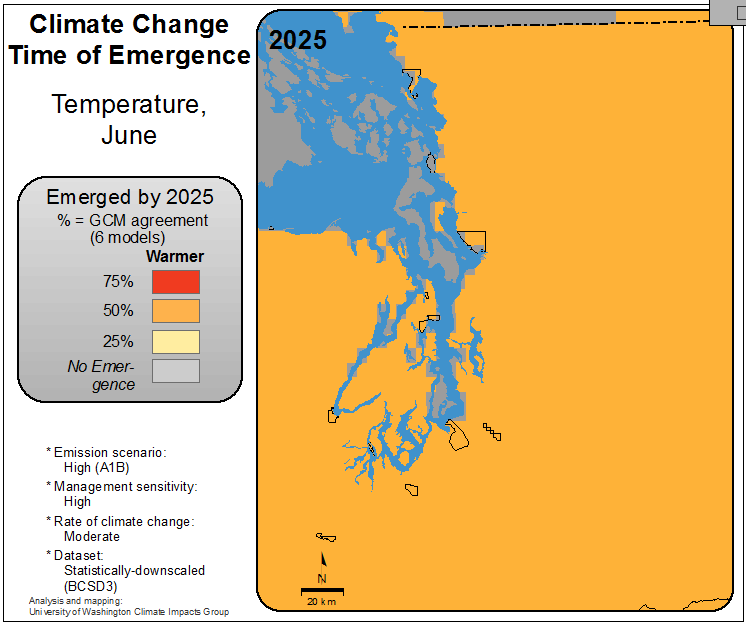 Climate Change
Time of Emergence
Temperature,
June
Emerged by 2025
% = GCM agreement
(6 models)
Warmer
75%
50%
25%
No Emer-
gence
* Emission scenario:
High (A1B)
* Management sensitivity:
High
* Rate of climate change:
Moderate
* Dataset:
Statistically-downscaled
(BCSD3)
Analysis and mapping:
University of Washington Climate Impacts Group
2025
N
20 km